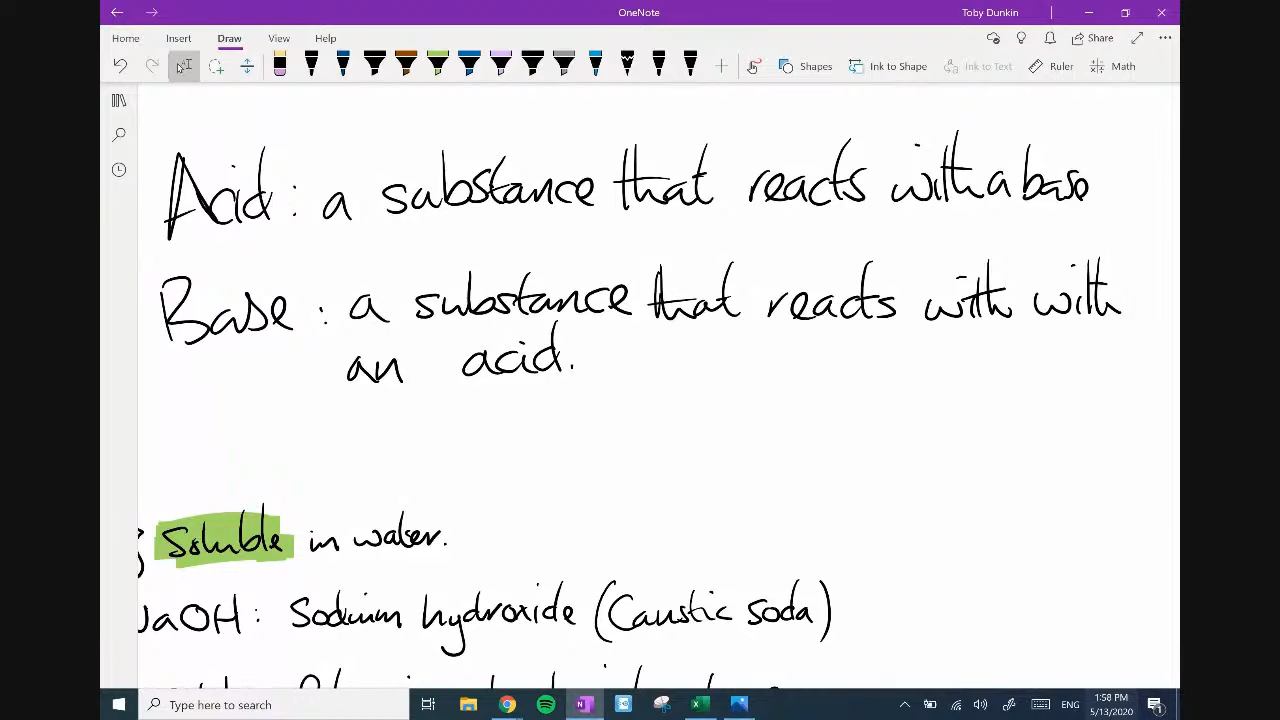 OneNote
Toby Dunkin
Home Insert Draw View Help
Share
Shapes Ink to Shape Ink to Text Ruler Math
Acid: a substance that reacts with a base
Base: a substance that reacts with with
an acid.
Soluble in water.
NaOH: Sodium hydroxide (Caustic soda)
Type here to search
ENG
1:58 PM
5/13/2020